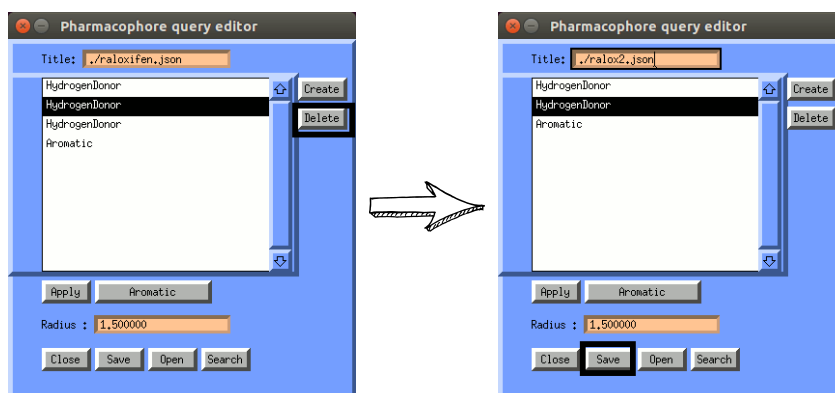 Pharmacophore query editor
Title: ./raloxifen.json
HydrogenDonor
HydrogenDonor
HydrogenDonor
Aromatic
Create
Delete
Apply Aromatic
Radius : 1.500000
Close Save Open Search
Pharmacophore query editor
Title: ./ralox2.json
HydrogenDonor
HydrogenDonor
Aromatic
Create
Delete
Apply Aromatic
Radius : 1.500000
Close Save Open Search